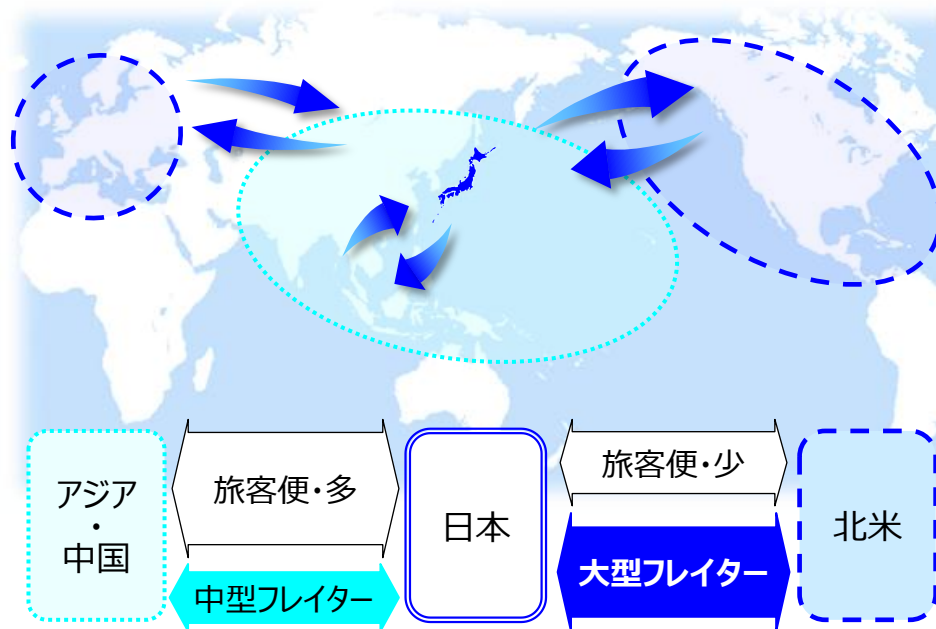 アジア
・
中国
旅客便・多
中型フレイター
日本
旅客便・少
大型フレイター
北米